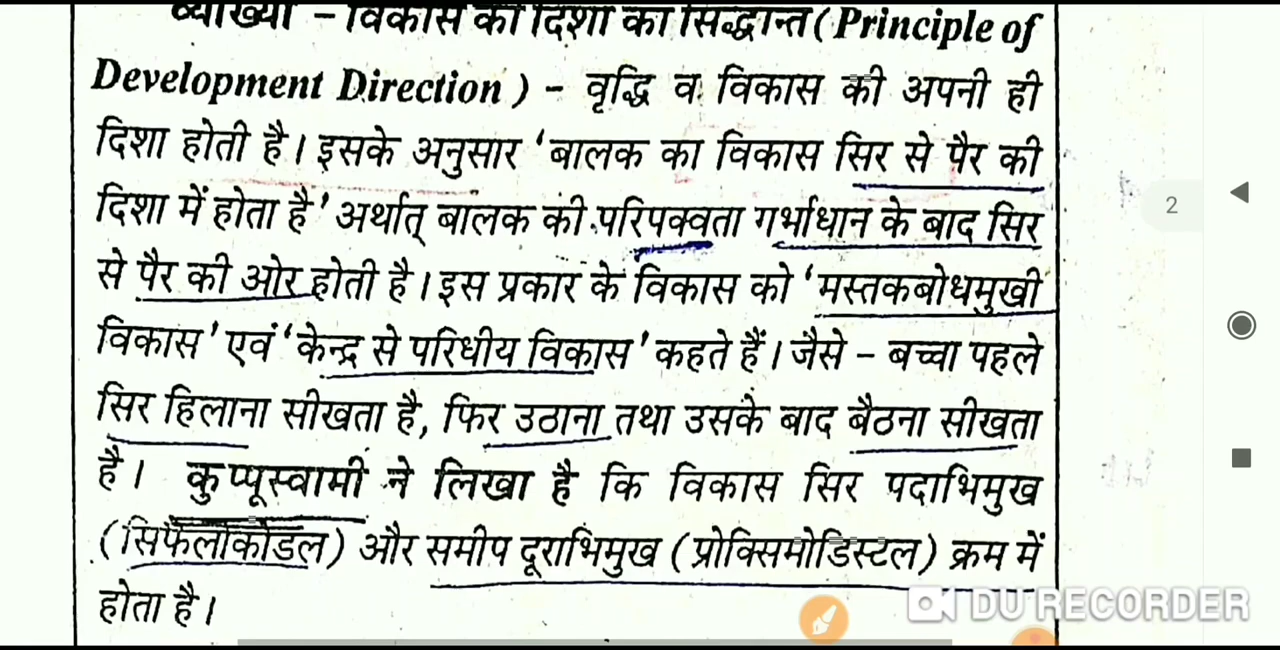 व्याख्या – विकास की दिशा का सिद्धान्त ( Principle of
Development Direction ) – वृद्धि व विकास की अपनी ही
दिशा होती है। इसके अनुसार ‘बालक का विकास सिर से पैर की
दिशा में होता है’ अर्थात् बालक की परिपक्वता गर्भाधान के बाद सिर
से पैर की ओर होती है। इस प्रकार के विकास को ‘मस्तकबोधमुखी
विकास’ एवं ‘केन्द्र से परिधीय विकास’ कहते हैं। जैसे – बच्चा पहले
सिर हिलाना सीखता है, फिर उठाना तथा उसके बाद बैठना सीखता
है। कुप्पूस्वामी ने लिखा है कि विकास सिर पदाभिमुख
(सिफैलोकॉडल) और समीप दूराभिमुख (प्रोक्सिमोडिस्टल) क्रम में
होता है।
2
DU RECORDER